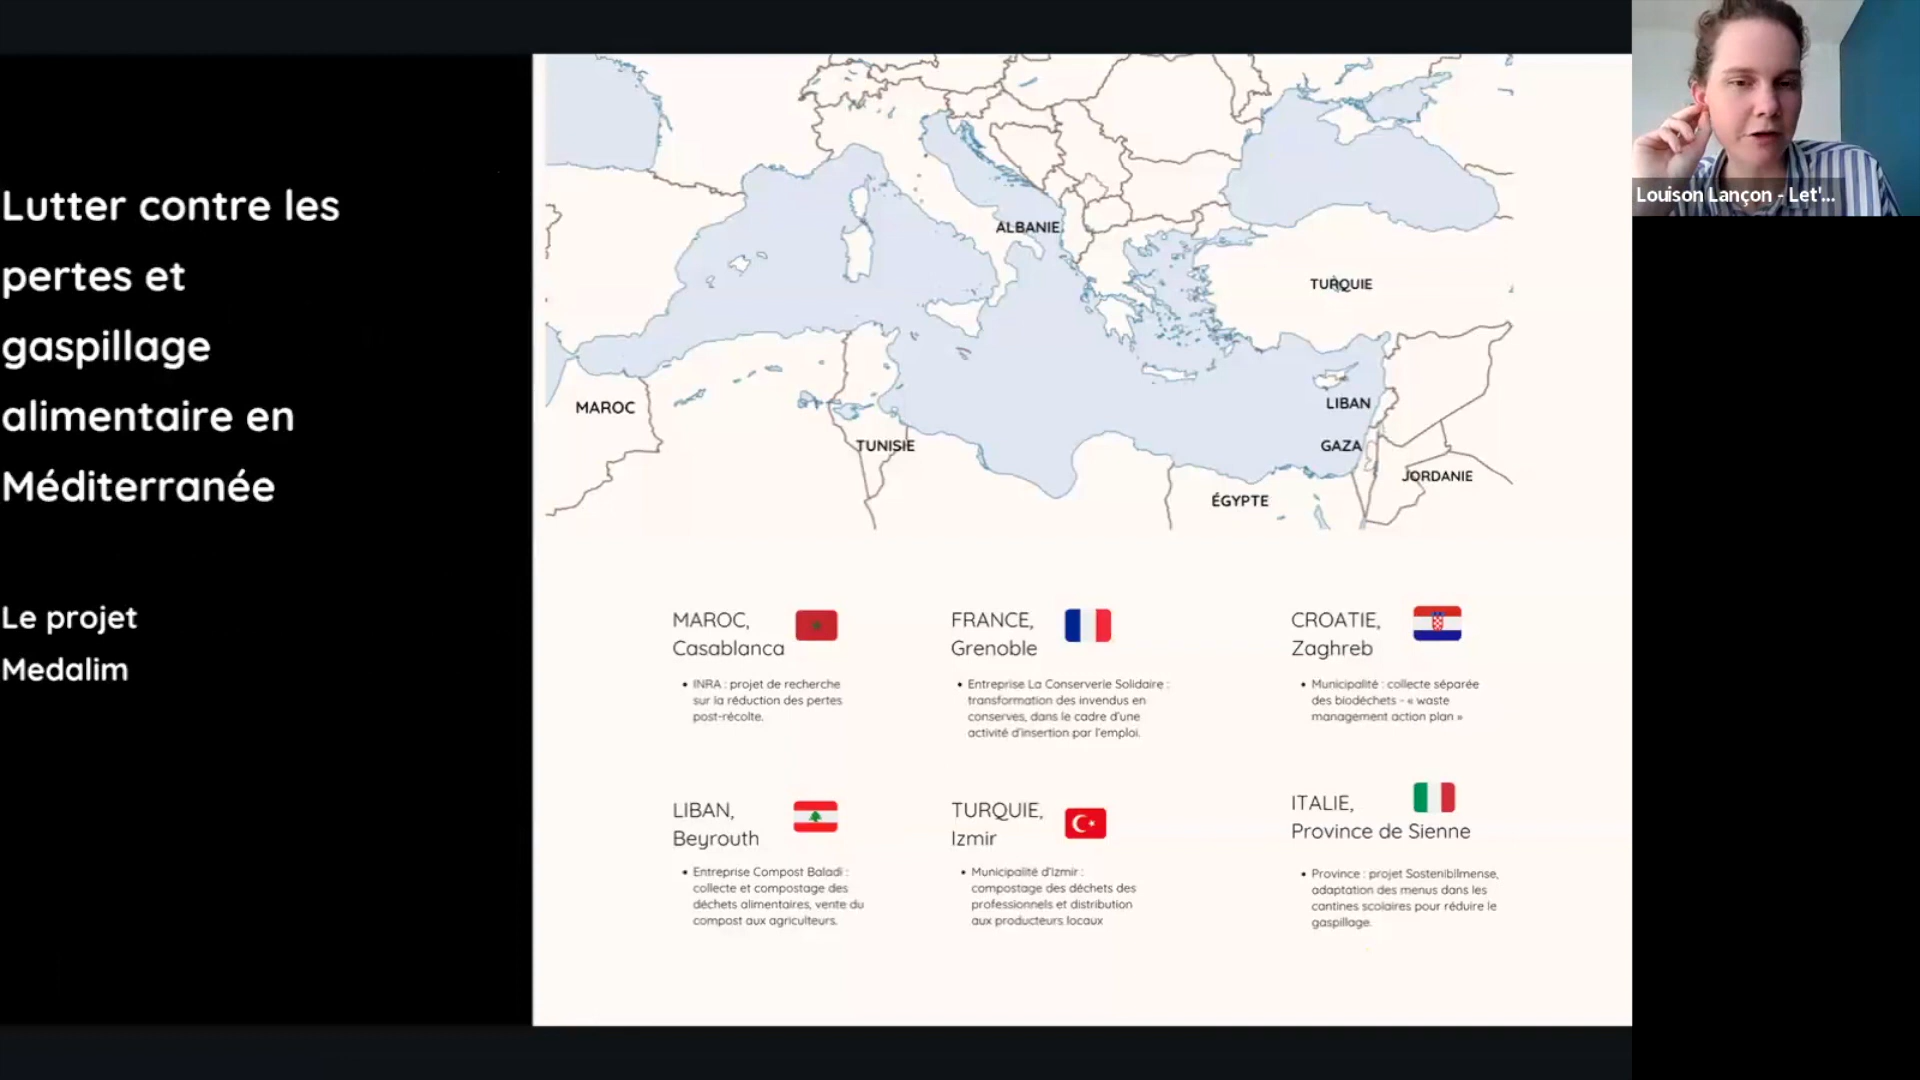 Lutter contre les
pertes et
gaspillage
alimentaire en
Méditerranée
Le projet
Medalim
ALBANIE
TURQUIE
MAROC
LIBAN
TUNISIE
GAZA
JORDANIE
ÉGYPTE
MAROC,
Casablanca
• INRA : projet de recherche
sur la réduction des pertes
post-récolte.
FRANCE,
Grenoble
• Entreprise La Conserverie Solidaire :
transformation des invendus en
conserves, dans le cadre d'une
activité d'insertion par l'emploi.
CROATIE,
Zaghreb
• Municipalité : collecte séparée
des biodéchets - « waste
management action plan »
LIBAN,
Beyrouth
• Entreprise Compost Baladi :
collecte et compostage des
déchets alimentaires, vente du
compost aux agriculteurs.
TURQUIE,
Izmir
• Municipalité d'Izmir :
compostage des déchets des
professionnels et distribution
aux producteurs locaux
ITALIE,
Province de Sienne
• Province : projet Sostenibilmense,
adaptation des menus dans les
cantines scolaires pour réduire le
gaspillage.
Louison Lançon - Let'...